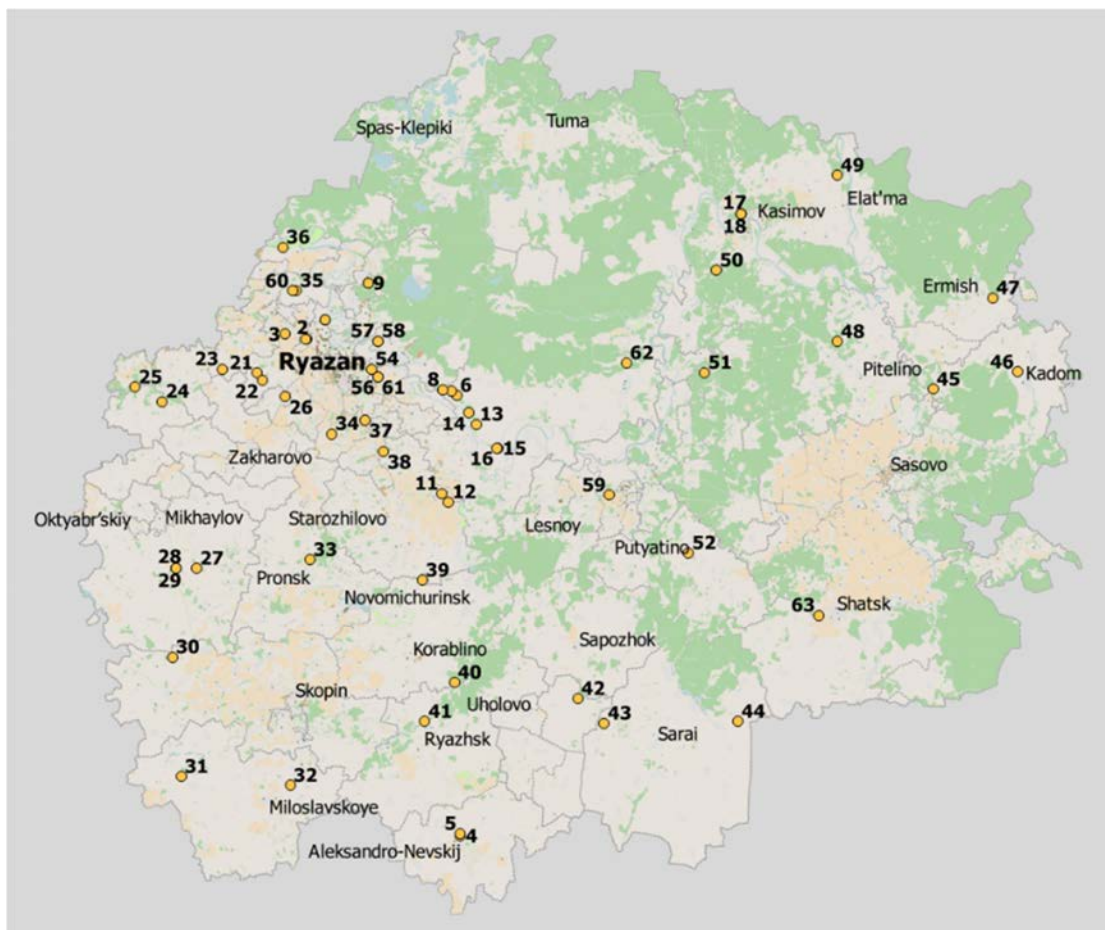 Spas-Klepiki
Tuma
49
Elat'ma
17
Kasimov
18
36
50
60
35
9
Ermish
47
3
2
57
58
23
21
Ryazan
54
62
48
51
Pitelino
46
Kadom
25
24
22
56
61
8
6
45
26
13
14
34
37
Zakharovo
38
16
15
Sasovo
11
12
59
Oktyabr'skiy
Mikhaylov
Starozhilovo
Lesnoy
28
27
33
Putyatino
52
29
Pronsk
39
Novomichurinsk
63
Shatsk
30
Korablino
Sapozhok
40
Skopin
Uholovo
42
41
43
44
Ryazhsk
Sarai
31
32
Miloslavskoye
5
4
Aleksandro-Nevskij